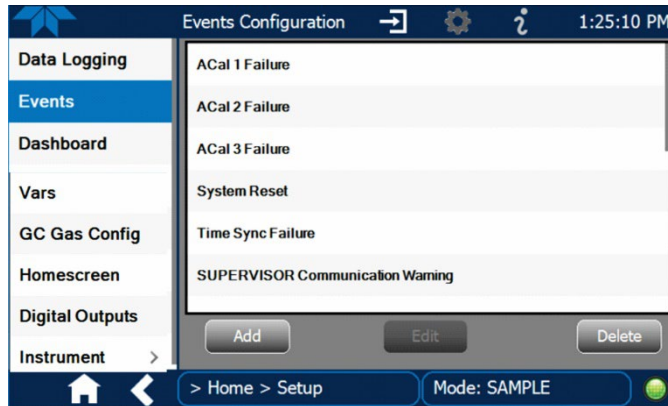 Events Configuration
1:25:10 PM
Data Logging
Events
Dashboard
Vars
GC Gas Config
Homescreen
Digital Outputs
Instrument >
ACal 1 Failure
ACal 2 Failure
ACal 3 Failure
System Reset
Time Sync Failure
SUPERVISOR Communication Warning
Add
Edit
Delete
> Home > Setup
Mode: SAMPLE